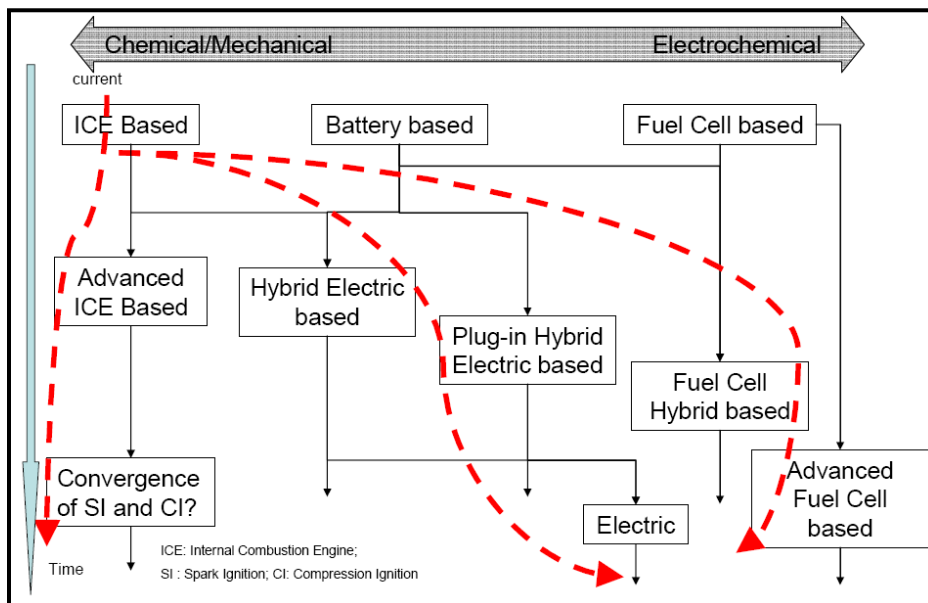 Chemical/Mechanical
Electrochemical
current
ICE Based
Battery based
Fuel Cell based
Advanced
ICE Based
Hybrid Electric
based
Plug-in Hybrid
Electric based
Fuel Cell
Hybrid based
Convergence
of SI and CI?
Advanced
Fuel Cell
based
Electric
ICE: Internal Combustion Engine;
SI : Spark Ignition; CI: Compression Ignition
Time